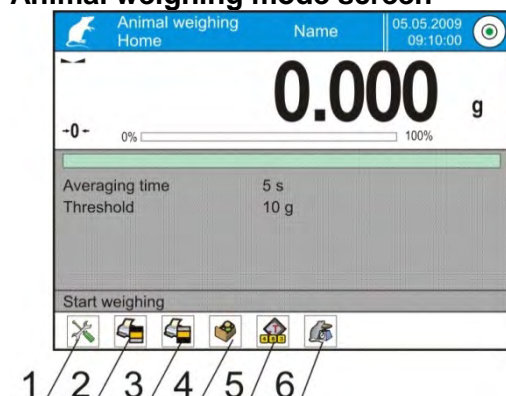 Animal weighing mode screen
Animal weighing Name 05.05.2009
Home 09:10:00
0.000 g
→0←
0% 100%
Averaging time 5 s
Threshold 10 g
Start weighing
1 2 3 4 5 6